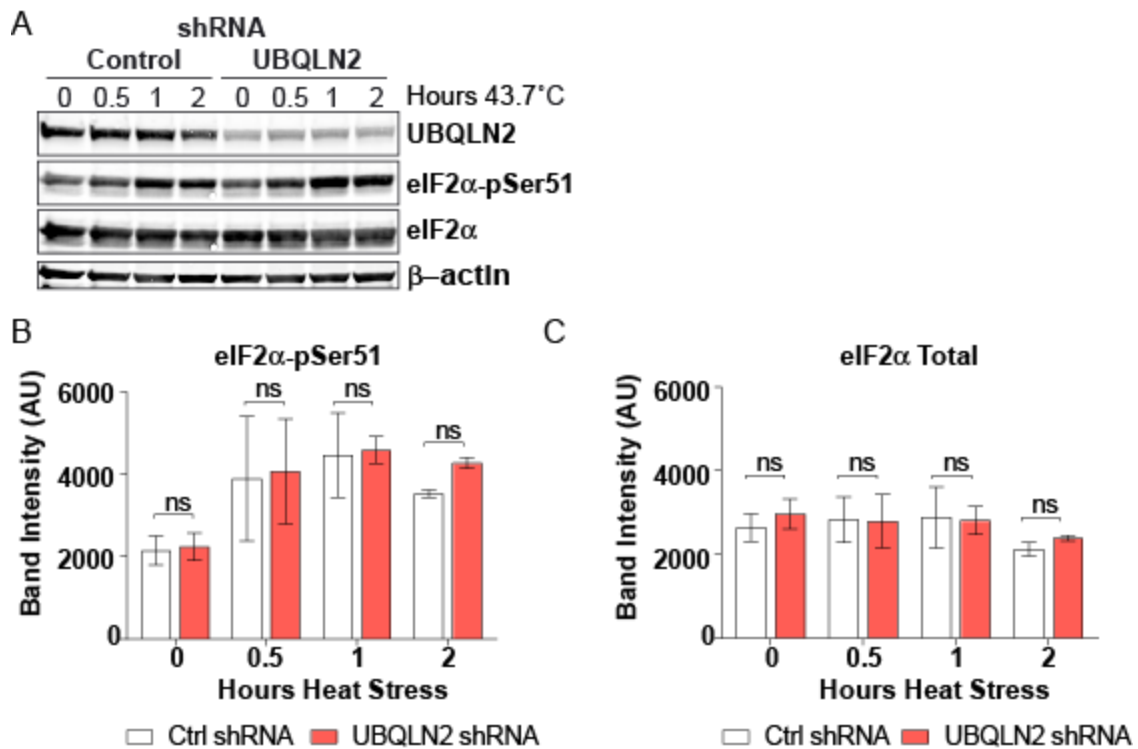 A
shRNA
Control UBQLN2
0 0.5 1 2 0 0.5 1 2 Hours 43.7°C
UBQLN2
eIF2α-pSer51
eIF2α
β–actIn
B
eIF2α-pSer51
Band Intensity (AU)
6000
4000
2000
0
ns
ns
ns
ns
0 0.5 1 2
Hours Heat Stress
Ctrl shRNA UBQLN2 shRNA
C
eIF2α Total
Band Intensity (AU)
6000
4000
2000
0
ns
ns
ns
ns
0 0.5 1 2
Hours Heat Stress
Ctrl shRNA UBQLN2 shRNA